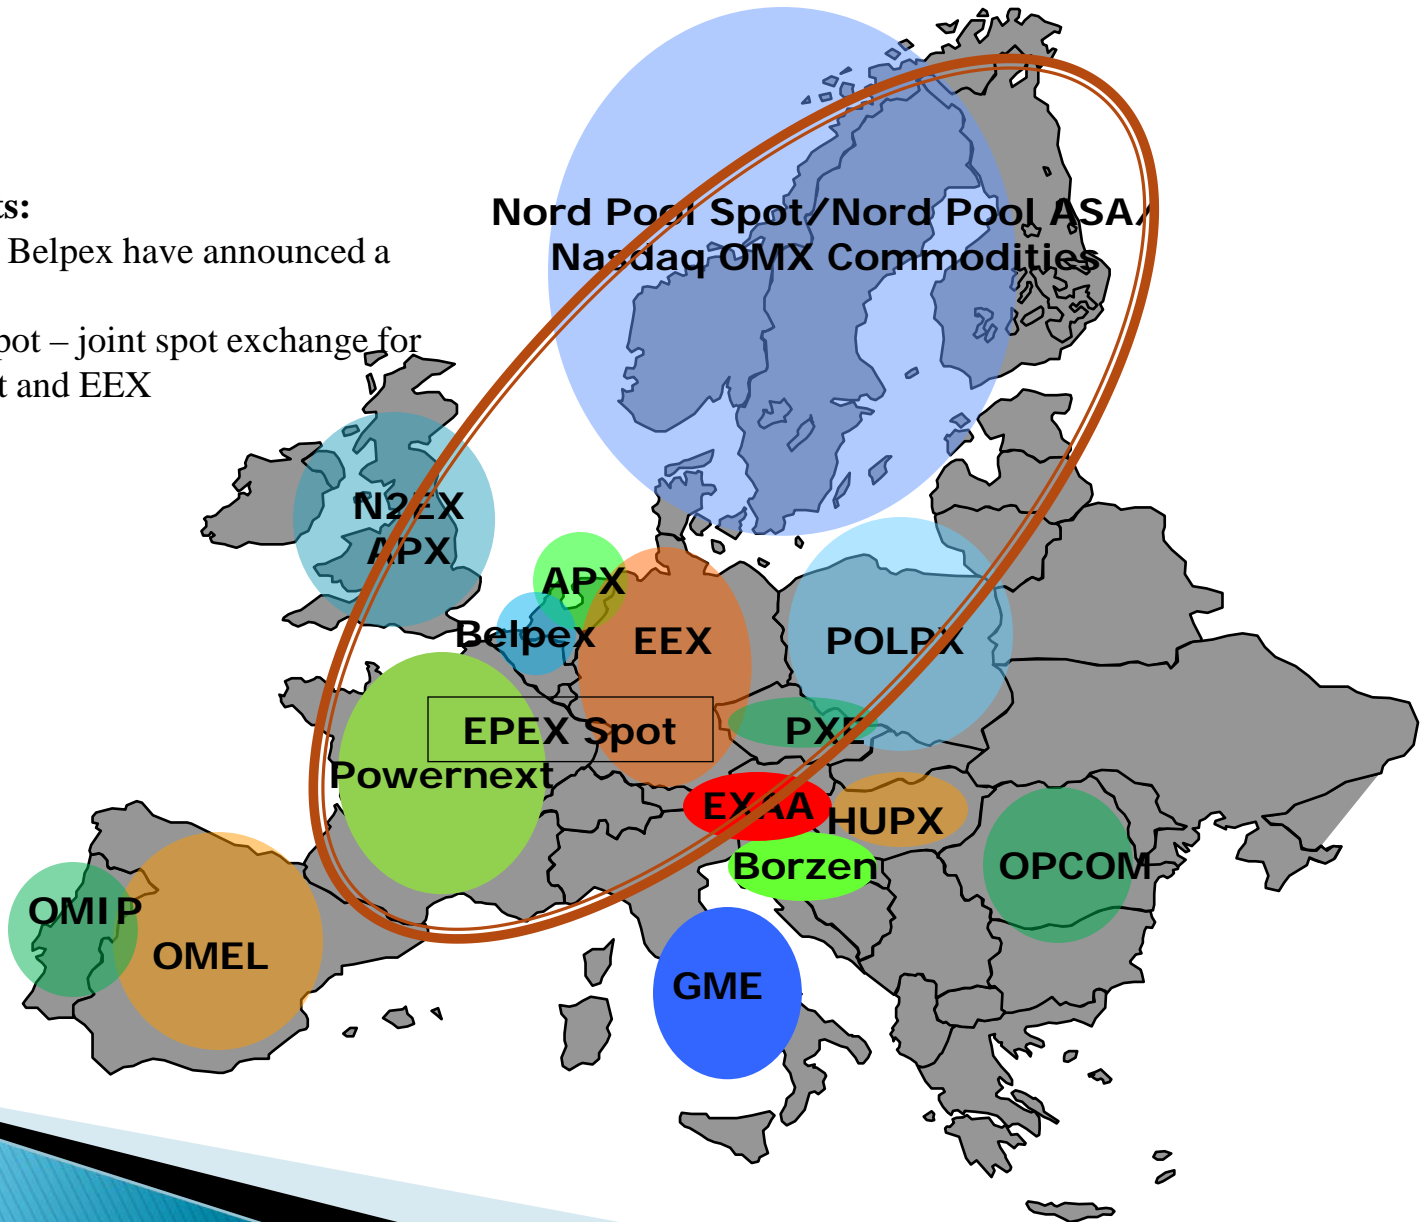 ts:
Belpex have announced a
pot – joint spot exchange for
t and EEX
Nord Pool Spot/Nord Pool ASA/
Nasdaq OMX Commodities
N2EX
APX
APX
Belpex
EEX
POLPX
EPEX Spot
PXE
Powernext
EXAA
HUPX
Borzen
OPCOM
OMIP
OMEL
GME